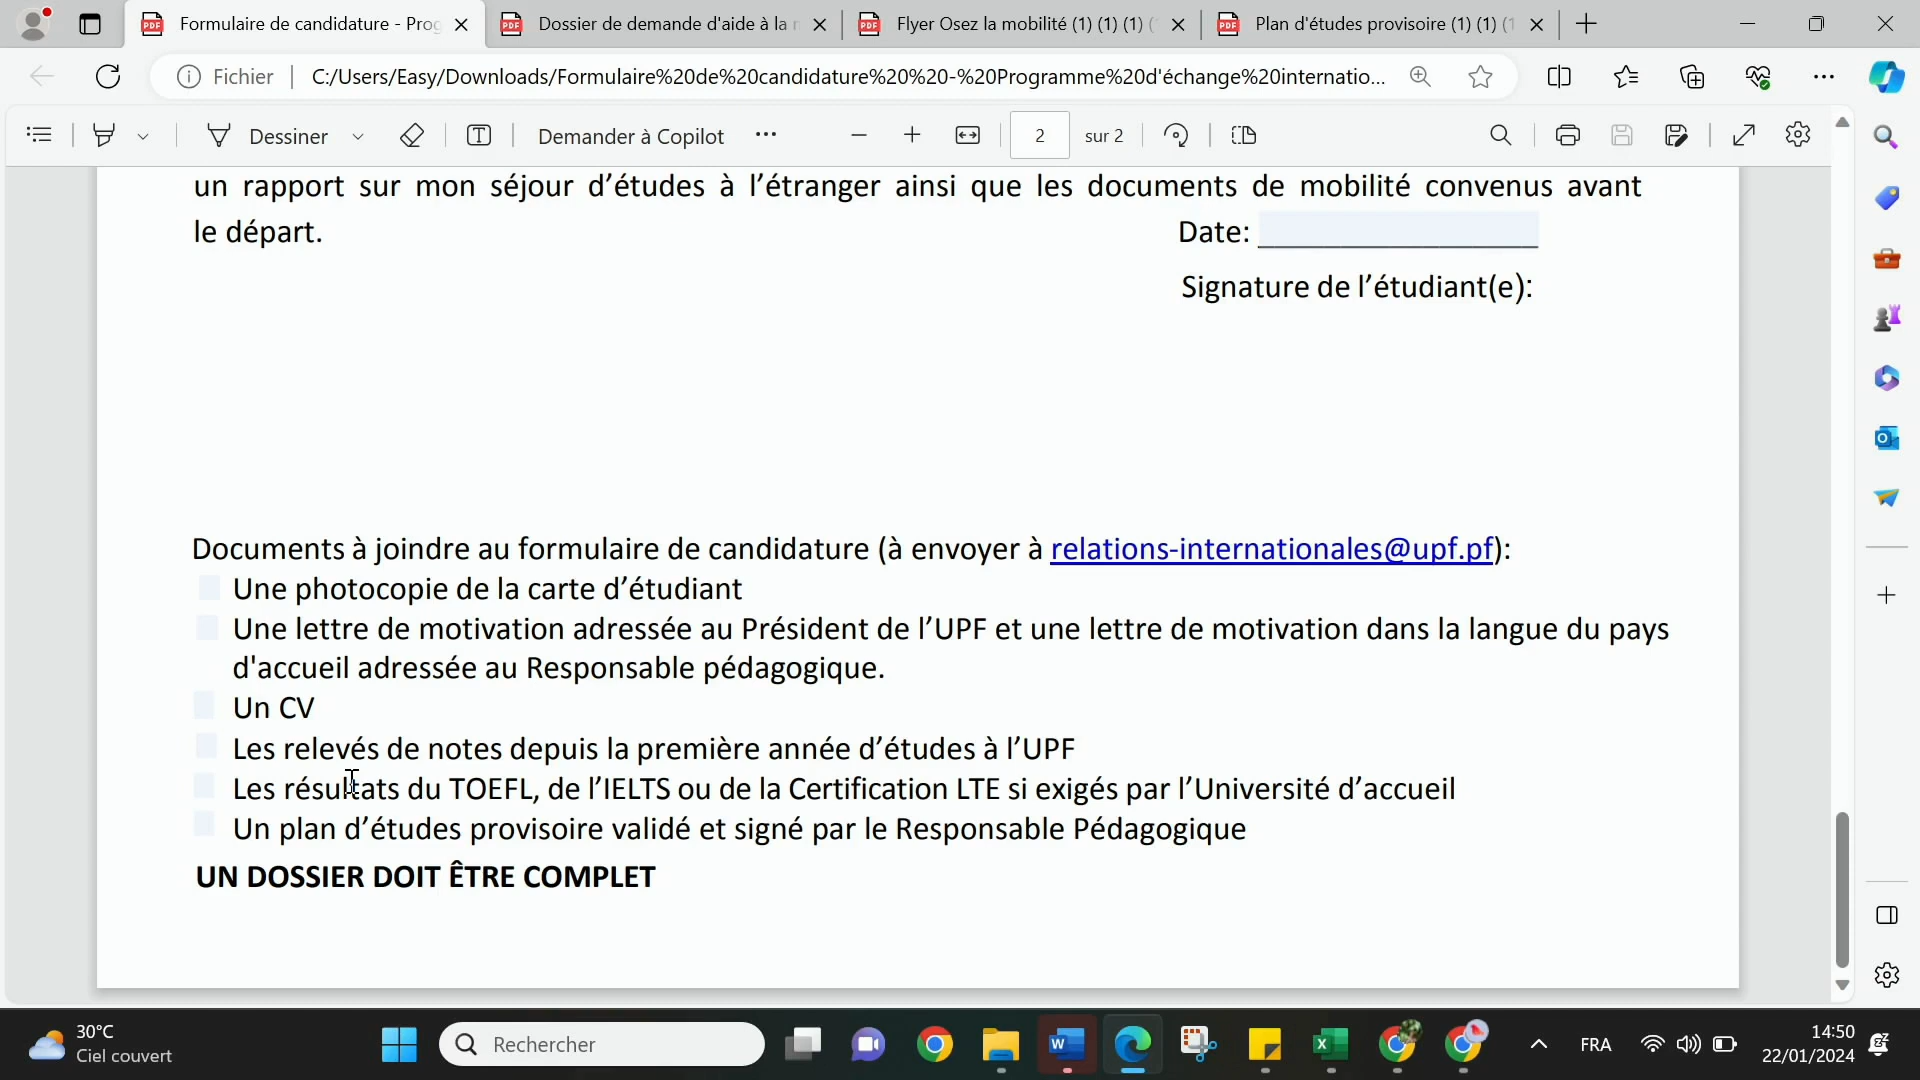 Formulaire de candidature - Prog
Dossier de demande d'aide à la
Flyer Osez la mobilité (1) (1) (1)
Plan d'études provisoire (1) (1)
Fichier
C:/Users/Easy/Downloads/Formulaire%20de%20candidature%20%20-%20Programme%20d'échange%20internatio...
Dessiner
Demander à Copilot
2
sur 2
un rapport sur mon séjour d’études à l’étranger ainsi que les documents de mobilité convenus avant
le départ.
Date: ___________________
Signature de l’étudiant(e):
Documents à joindre au formulaire de candidature (à envoyer à relations-internationales@upf.pf):
Une photocopie de la carte d’étudiant
Une lettre de motivation adressée au Président de l’UPF et une lettre de motivation dans la langue du pays
d'accueil adressée au Responsable pédagogique.
Un CV
Les relevés de notes depuis la première année d’études à l’UPF
Les résultats du TOEFL, de l’IELTS ou de la Certification LTE si exigés par l’Université d’accueil
Un plan d’études provisoire validé et signé par le Responsable Pédagogique
UN DOSSIER DOIT ÊTRE COMPLET
30°C
Ciel couvert
Rechercher
FRA
14:50
22/01/2024